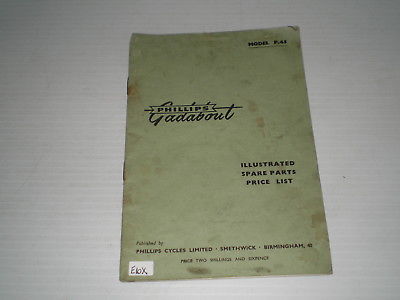 MODEL P.45
PHILLIPS
Gadabout
ILLUSTRATED
SPARE PARTS
PRICE LIST
Published by
PHILLIPS CYCLES LIMITED · SMETHWICK · BIRMINGHAM, 40
PRICE TWO SHILLINGS AND SIXPENCE
E10X